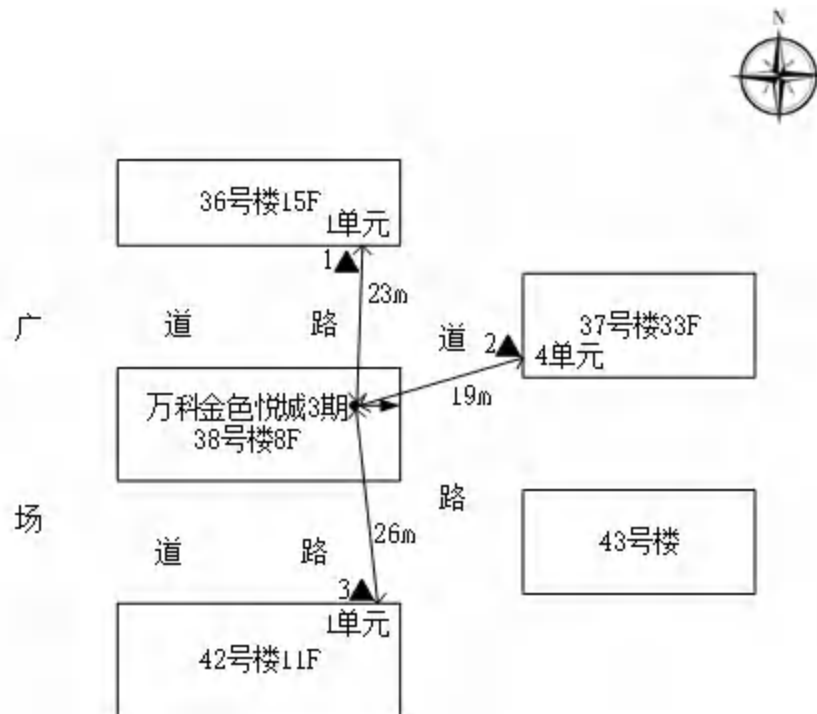 N
36号楼15F
1单元
1
23m
广 道 路 道
2
37号楼33F
4单元
19m
万科金色悦城3期
38号楼8F
场 道 路 路
26m
43号楼
3
1单元
42号楼11F